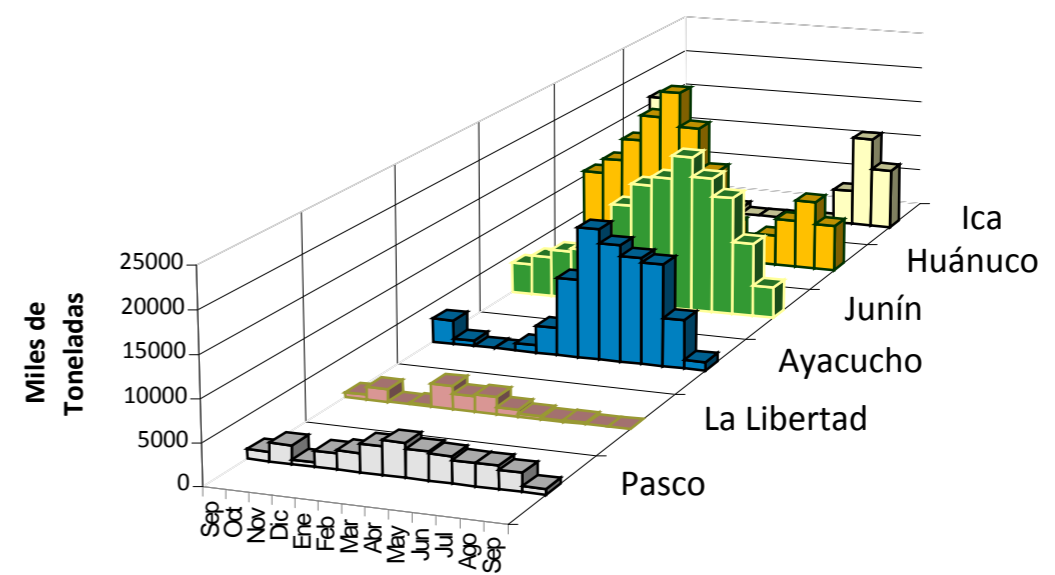 Miles de
Toneladas
25000
20000
15000
10000
5000
0
Sep
Oct
Nov
Dic
Ene
Feb
Mar
Abr
May
Jun
Jul
Ago
Sep
Ica
Huánuco
Junín
Ayacucho
La Libertad
Pasco